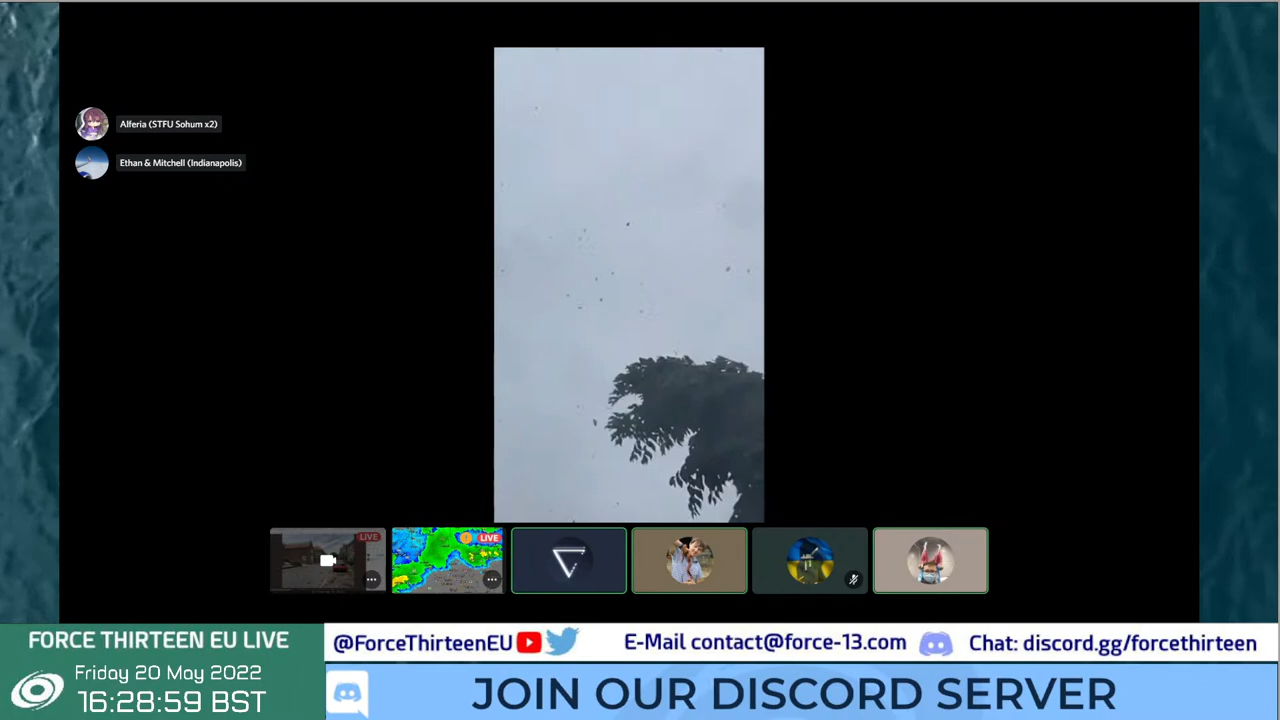 Alferia (STFU Sohum x2)
Ethan & Mitchell (Indianapolis)
LIVE
LIVE
FORCE THIRTEEN EU LIVE
@ForceThirteenEU
E-Mail contact@force-13.com
Chat: discord.gg/forcethirteen
Friday 20 May 2022
16:28:59 BST
JOIN OUR DISCORD SERVER